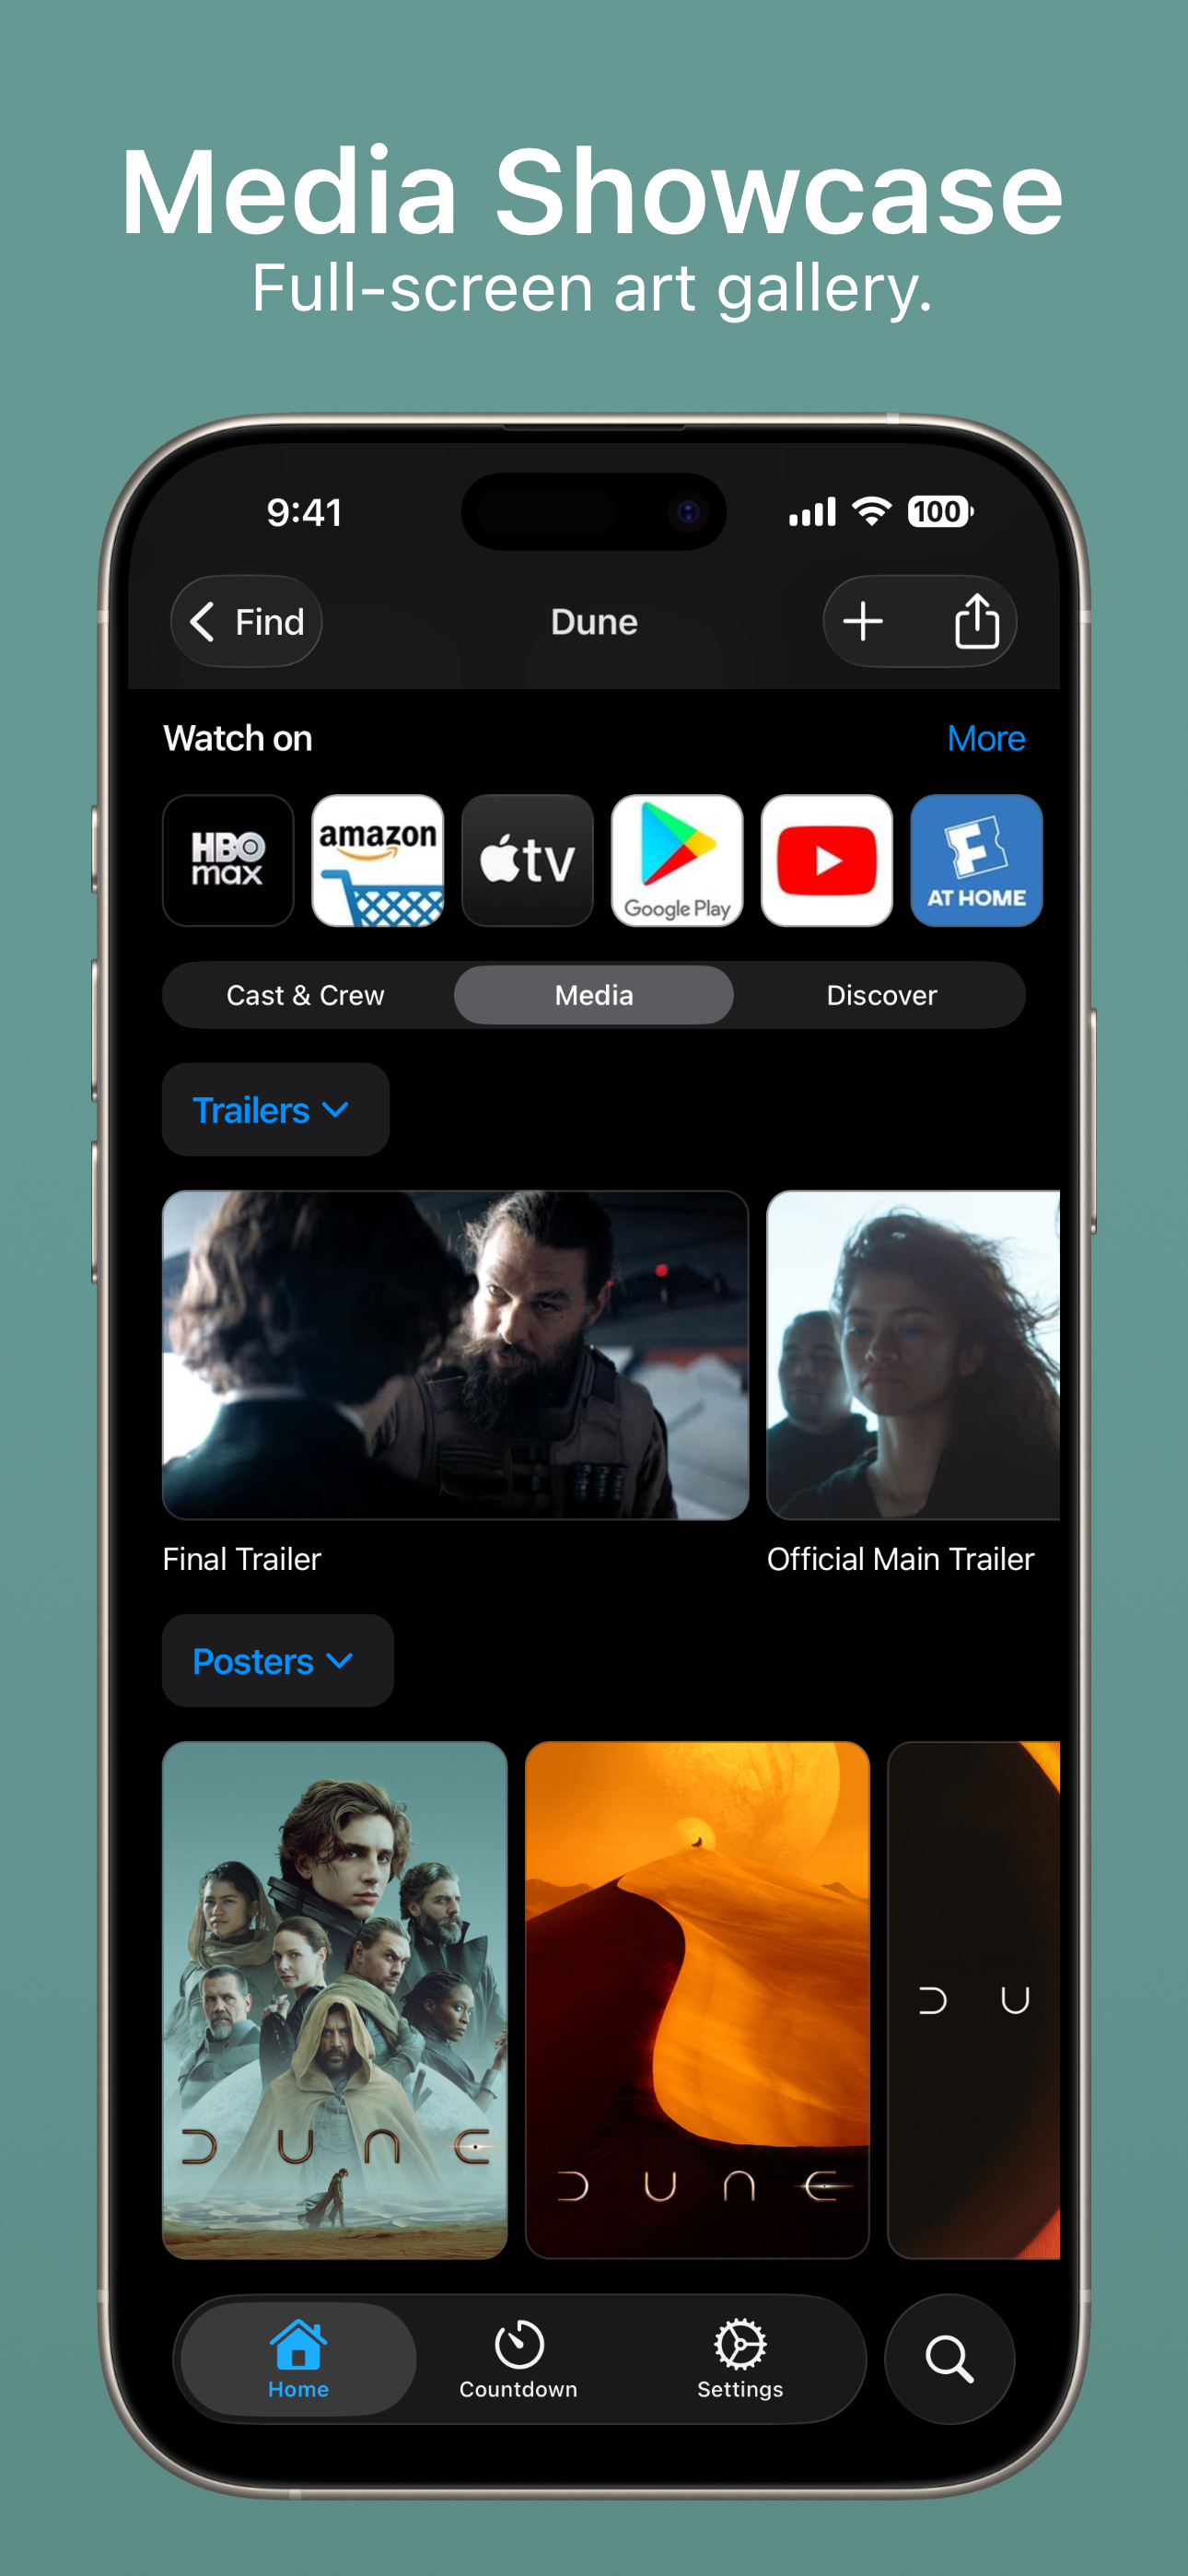 Media Showcase
Full-screen art gallery.
9:41
100
Find
Dune
Watch on
More
HBO
max
amazon
tv
Google Play
AT HOME
Cast & Crew
Media
Discover
Trailers
Final Trailer
Official Main Trailer
Posters
DUNE
DUNE
DU
Home
Countdown
Settings